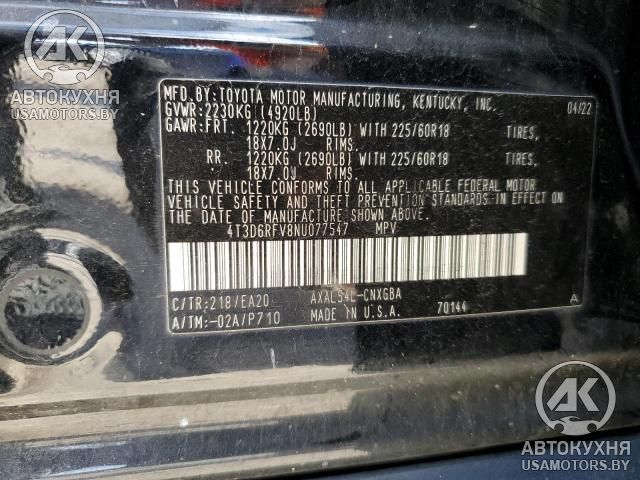 AK
АВТОКУХНЯ
USAMOTORS.BY
MFD.BY:TOYOTA MOTOR MANUFACTURING, KENTUCKY, INC. 04/22
GVWR:2230KG (4920LB)
GAWR:FRT. 1220KG (2690LB) WITH 225/60R18 TIRES,
18X7.0J RIMS.
RR. 1220KG (2690LB) WITH 225/60R18 TIRES,
18X7.0J RIMS.
THIS VEHICLE CONFORMS TO ALL APPLICABLE FEDERAL MOTOR
VEHICLE SAFETY AND THEFT PREVENTION STANDARDS IN EFFECT ON
THE DATE OF MANUFACTURE SHOWN ABOVE.
4T3D6RFV8NU077547 MPV
C/TR:218/EA20 AXAL54L-CNXGBA A
A/TM:-02A/P710 MADE IN U.S.A. 70144
AK
АВТОКУХНЯ
USAMOTORS.BY